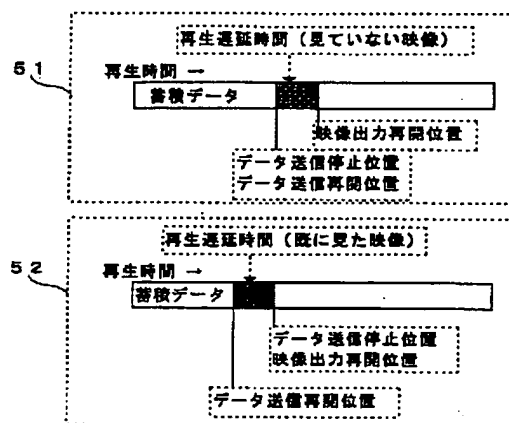 51
再生遅延時間（見ていない映像）
再生時間 →
蓄積データ
映像出力再開位置
データ送信停止位置
データ送信再開位置
52
再生遅延時間（既に見た映像）
再生時間 →
蓄積データ
データ送信停止位置
映像出力再開位置
データ送信再開位置